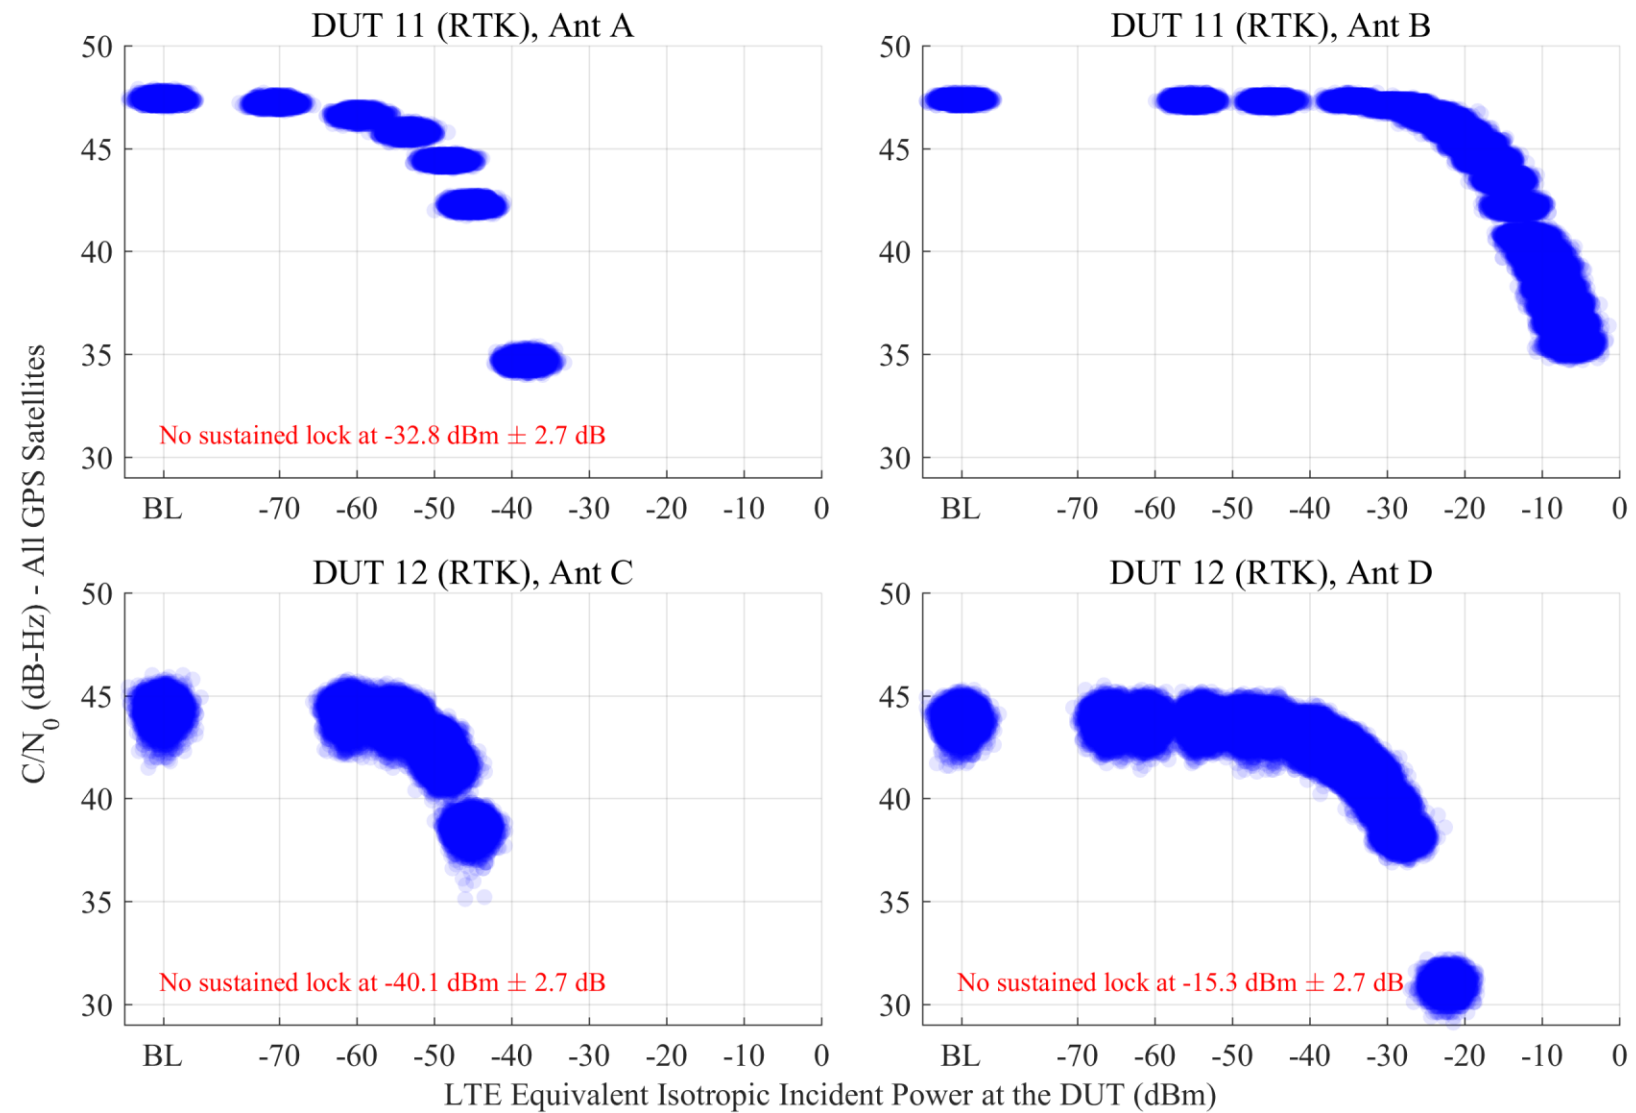 DUT 11 (RTK), Ant A
50
45
40
35
30
No sustained lock at -32.8 dBm ± 2.7 dB
BL -70 -60 -50 -40 -30 -20 -10 0
DUT 11 (RTK), Ant B
50
45
40
35
30
BL -70 -60 -50 -40 -30 -20 -10 0
C/N0 (dB-Hz) - All GPS Satellites
DUT 12 (RTK), Ant C
50
45
40
35
30
No sustained lock at -40.1 dBm ± 2.7 dB
BL -70 -60 -50 -40 -30 -20 -10 0
DUT 12 (RTK), Ant D
50
45
40
35
30
No sustained lock at -15.3 dBm ± 2.7 dB
BL -70 -60 -50 -40 -30 -20 -10 0
LTE Equivalent Isotropic Incident Power at the DUT (dBm)